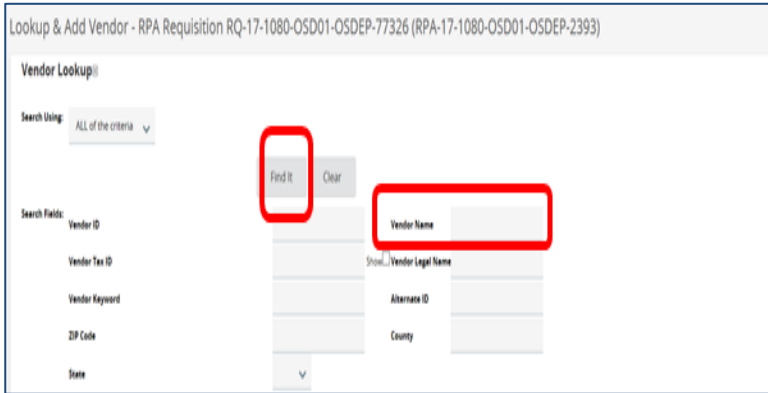 Lookup & Add Vendor - RPA Requisition RQ-17-1080-OSD01-OSDEP-77326 (RPA-17-1080-OSD01-OSDEP-2393)
Vendor Lookup
Search Using: ALL of the criteria
Find It Clear
Search Fields:
Vendor ID Vendor Name
Vendor Tax ID Show Vendor Legal Name
Vendor Keyword Alternate ID
ZIP Code County
State